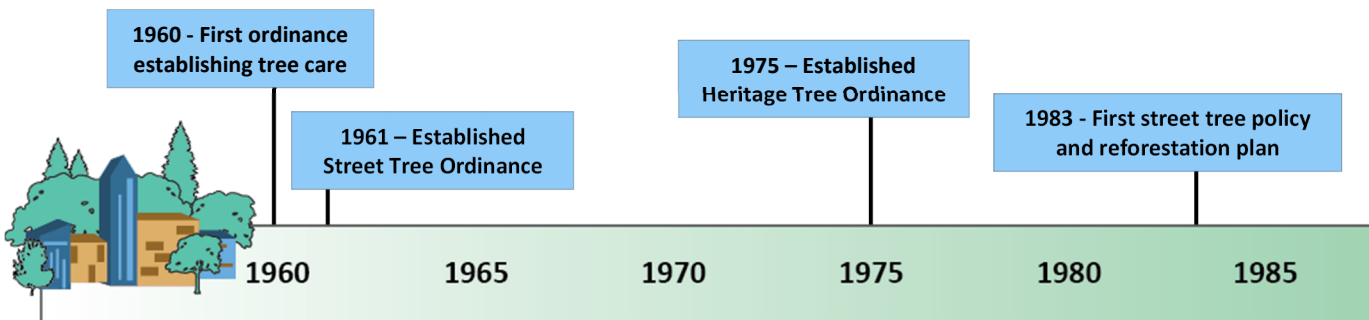 1960 - First ordinance
establishing tree care
1961 – Established
Street Tree Ordinance
1975 – Established
Heritage Tree Ordinance
1983 - First street tree policy
and reforestation plan
1960 1965 1970 1975 1980 1985